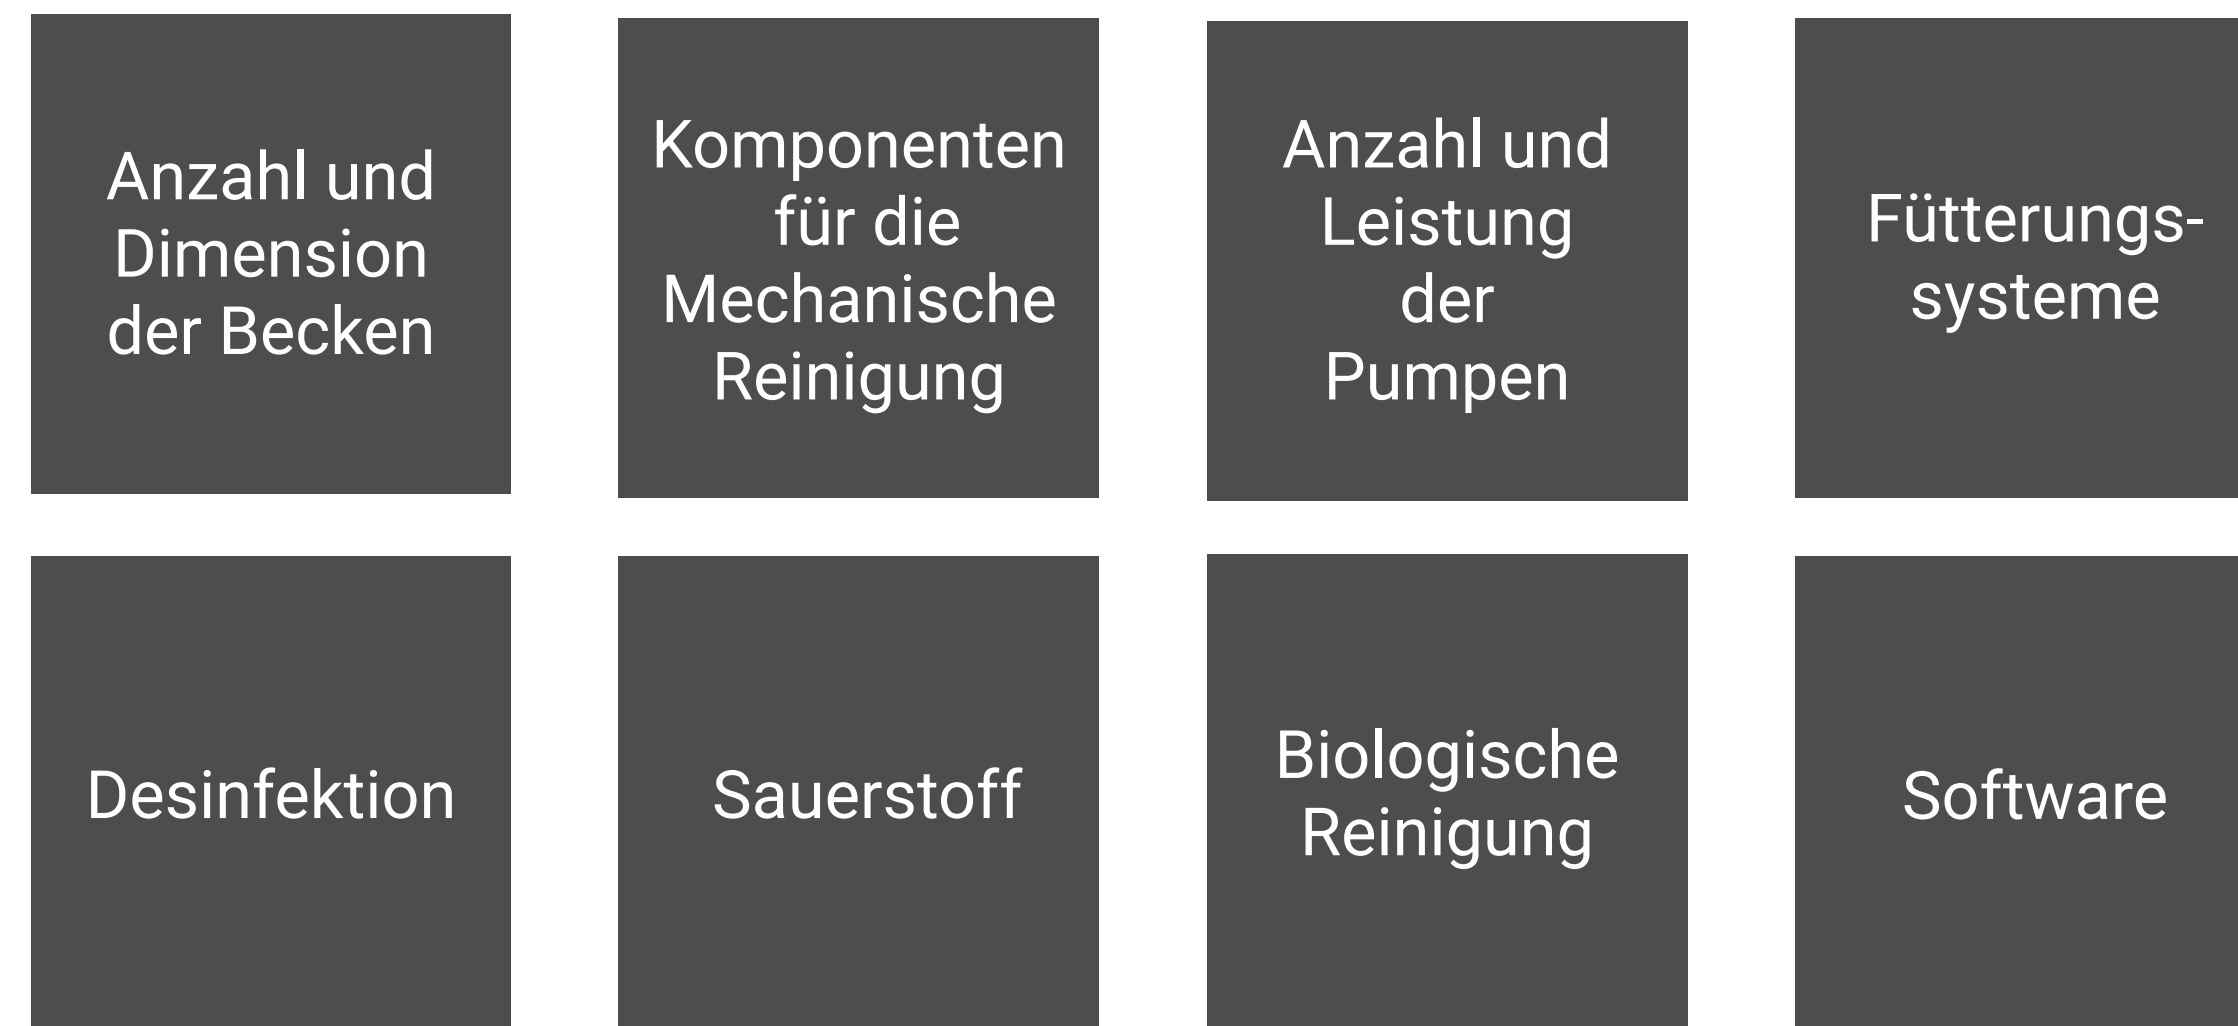 Anzahl und
Dimension
der Becken
Komponenten
für die
Mechanische
Reinigung
Anzahl und
Leistung
der
Pumpen
Fütterungs-
systeme
Desinfektion
Sauerstoff
Biologische
Reinigung
Software